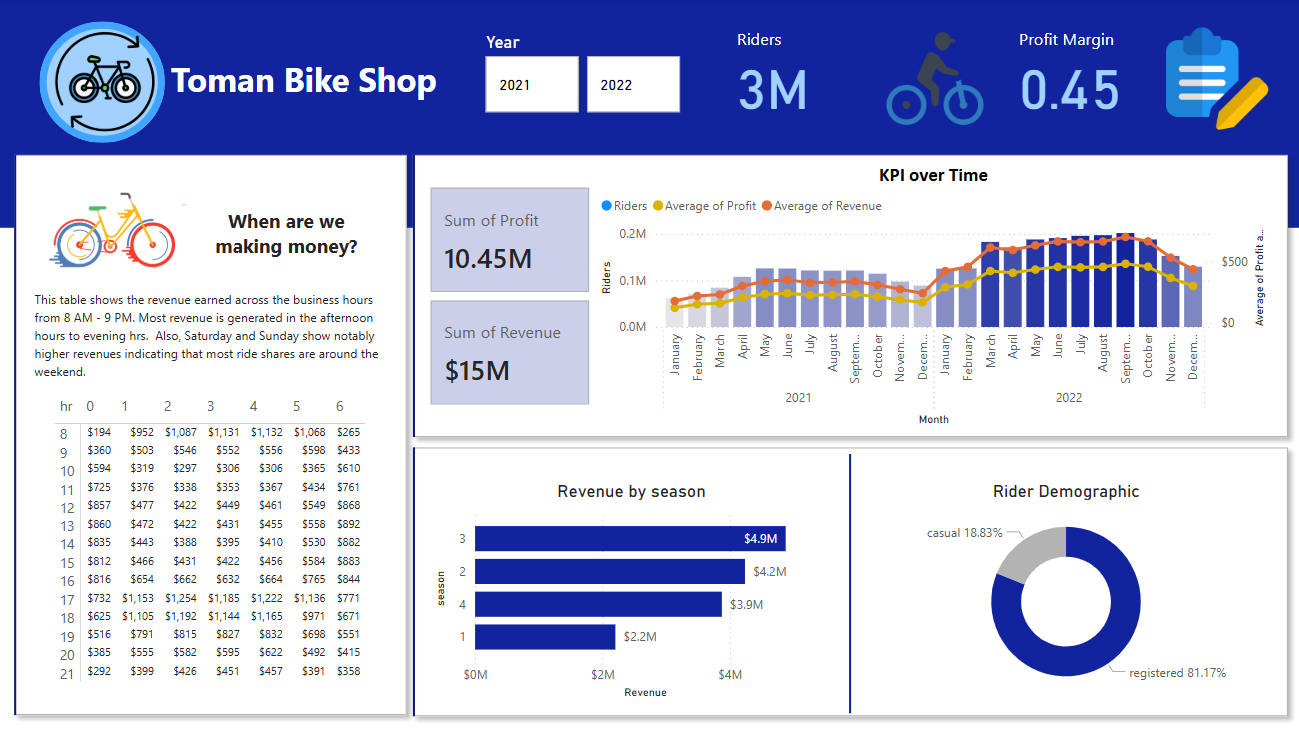 Toman Bike Shop
Year
2021
2022
Riders
3M
Profit Margin
0.45
When are we
making money?
This table shows the revenue earned across the business hours
from 8 AM - 9 PM. Most revenue is generated in the afternoon
hours to evening hrs.  Also, Saturday and Sunday show notably
higher revenues indicating that most ride shares are around the
weekend.
hr 0 1 2 3 4 5 6
8 $194 $952 $1,087 $1,131 $1,132 $1,068 $265
9 $360 $503 $546 $552 $556 $598 $433
10 $594 $319 $297 $306 $306 $365 $610
11 $725 $376 $338 $353 $367 $434 $761
12 $857 $477 $422 $449 $461 $549 $868
13 $860 $472 $422 $431 $455 $558 $892
14 $835 $443 $388 $395 $410 $530 $882
15 $812 $466 $431 $422 $456 $584 $883
16 $816 $654 $662 $632 $664 $765 $844
17 $732 $1,153 $1,254 $1,185 $1,222 $1,136 $771
18 $625 $1,105 $1,192 $1,144 $1,165 $971 $671
19 $516 $791 $815 $827 $832 $698 $551
20 $385 $555 $582 $595 $622 $492 $415
21 $292 $399 $426 $451 $457 $391 $358
Sum of Profit
10.45M
Sum of Revenue
$15M
KPI over Time
Riders Average of Profit Average of Revenue
Riders
0.2M
0.1M
0.0M
$500
$0
Average of Profit a...
January February March April May June July August Septem... October Novem... Decem... January February March April May June July August Septem... October Novem... Decem...
2021 2022
Month
Revenue by season
season
3 $4.9M
2 $4.2M
4 $3.9M
1 $2.2M
$0M $2M $4M
Revenue
Rider Demographic
casual 18.83%
registered 81.17%